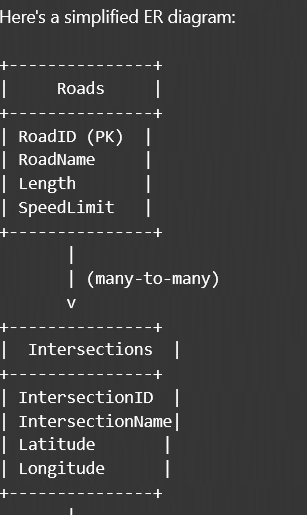 Here's a simplified ER diagram:
+---------------+
|     Roads     |
+---------------+
| RoadID (PK)  |
| RoadName     |
| Length        |
| SpeedLimit   |
+---------------+
       |
       | (many-to-many)
       v
+---------------+
|  Intersections  |
+---------------+
| IntersectionID  |
| IntersectionName|
| Latitude       |
| Longitude      |
+---------------+
       |